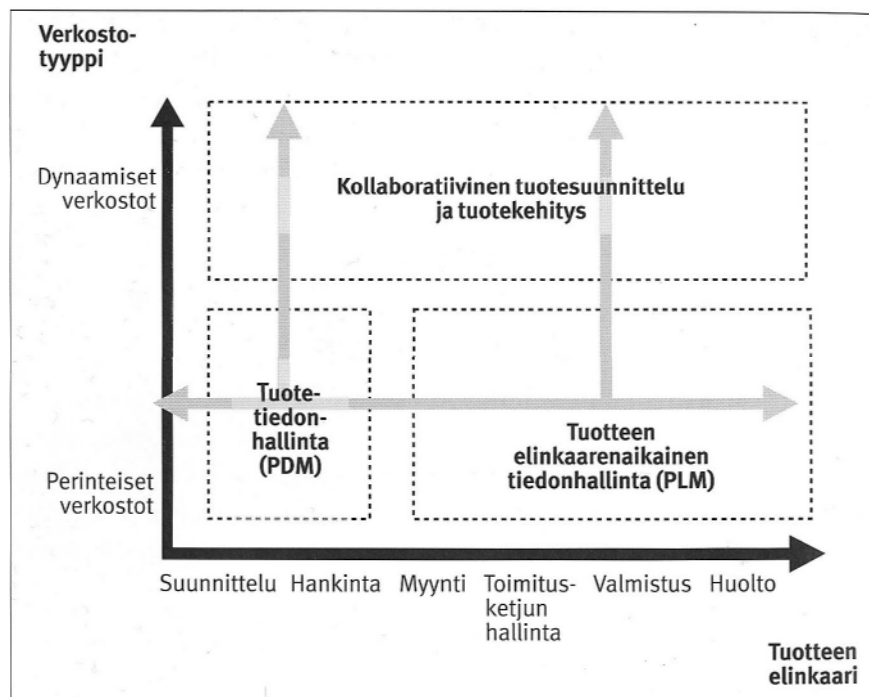 Verkosto-
tyyppi
Dynaamiset
verkostot
Kollaboratiivinen tuotesuunnittelu
ja tuotekehitys
Tuote-
tiedon-
hallinta
(PDM)
Tuotteen
elinkaarenaikainen
tiedonhallinta (PLM)
Perinteiset
verkostot
Suunnittelu Hankinta Myynti Toimitus- Valmistus Huolto
ketjun
hallinta
Tuotteen
elinkaari